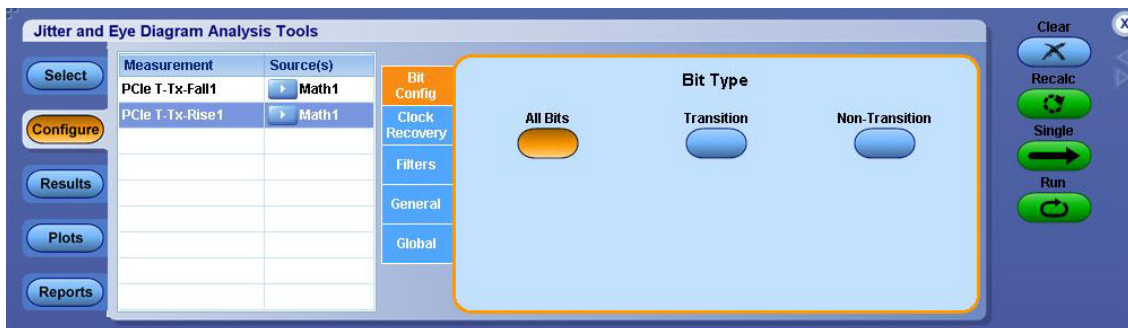 Jitter and Eye Diagram Analysis Tools
Select
Configure
Results
Plots
Reports
Measurement Source(s)
PCIe T-Tx-Fall1 Math1
PCIe T-Tx-Rise1 Math1
Bit
Config
Clock
Recovery
Filters
General
Global
Bit Type
All Bits Transition Non-Transition
Clear
Recalc
Single
Run
X